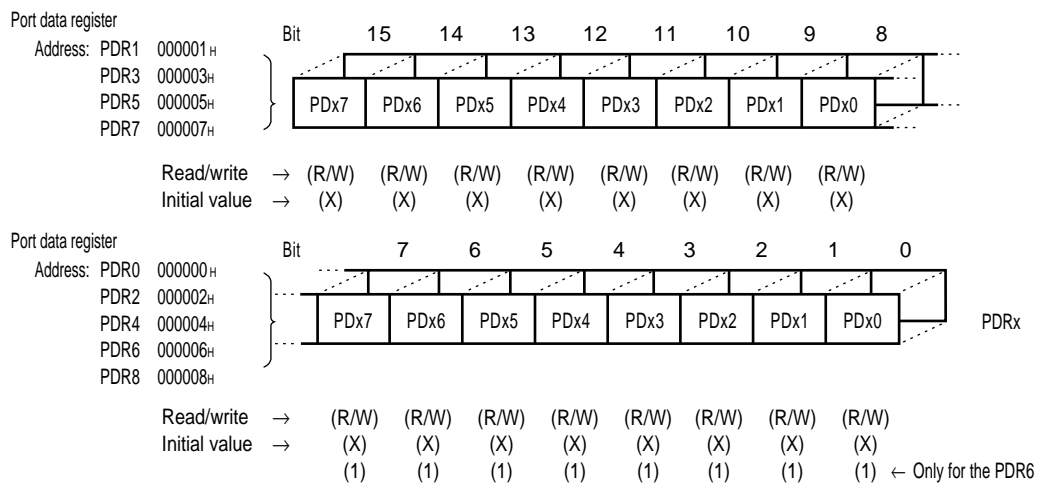 Port data register
Bit 15 14 13 12 11 10 9 8
Address: PDR1 000001H
PDR3 000003H
PDR5 000005H
PDR7 000007H
PDx7 PDx6 PDx5 PDx4 PDx3 PDx2 PDx1 PDx0
Read/write → (R/W) (R/W) (R/W) (R/W) (R/W) (R/W) (R/W) (R/W)
Initial value → (X) (X) (X) (X) (X) (X) (X) (X)
Port data register
Bit 7 6 5 4 3 2 1 0
Address: PDR0 000000H
PDR2 000002H
PDR4 000004H
PDR6 000006H
PDR8 000008H
PDx7 PDx6 PDx5 PDx4 PDx3 PDx2 PDx1 PDx0 PDRx
Read/write → (R/W) (R/W) (R/W) (R/W) (R/W) (R/W) (R/W) (R/W)
Initial value → (X) (X) (X) (X) (X) (X) (X) (X)
(1) (1) (1) (1) (1) (1) (1) (1) ← Only for the PDR6